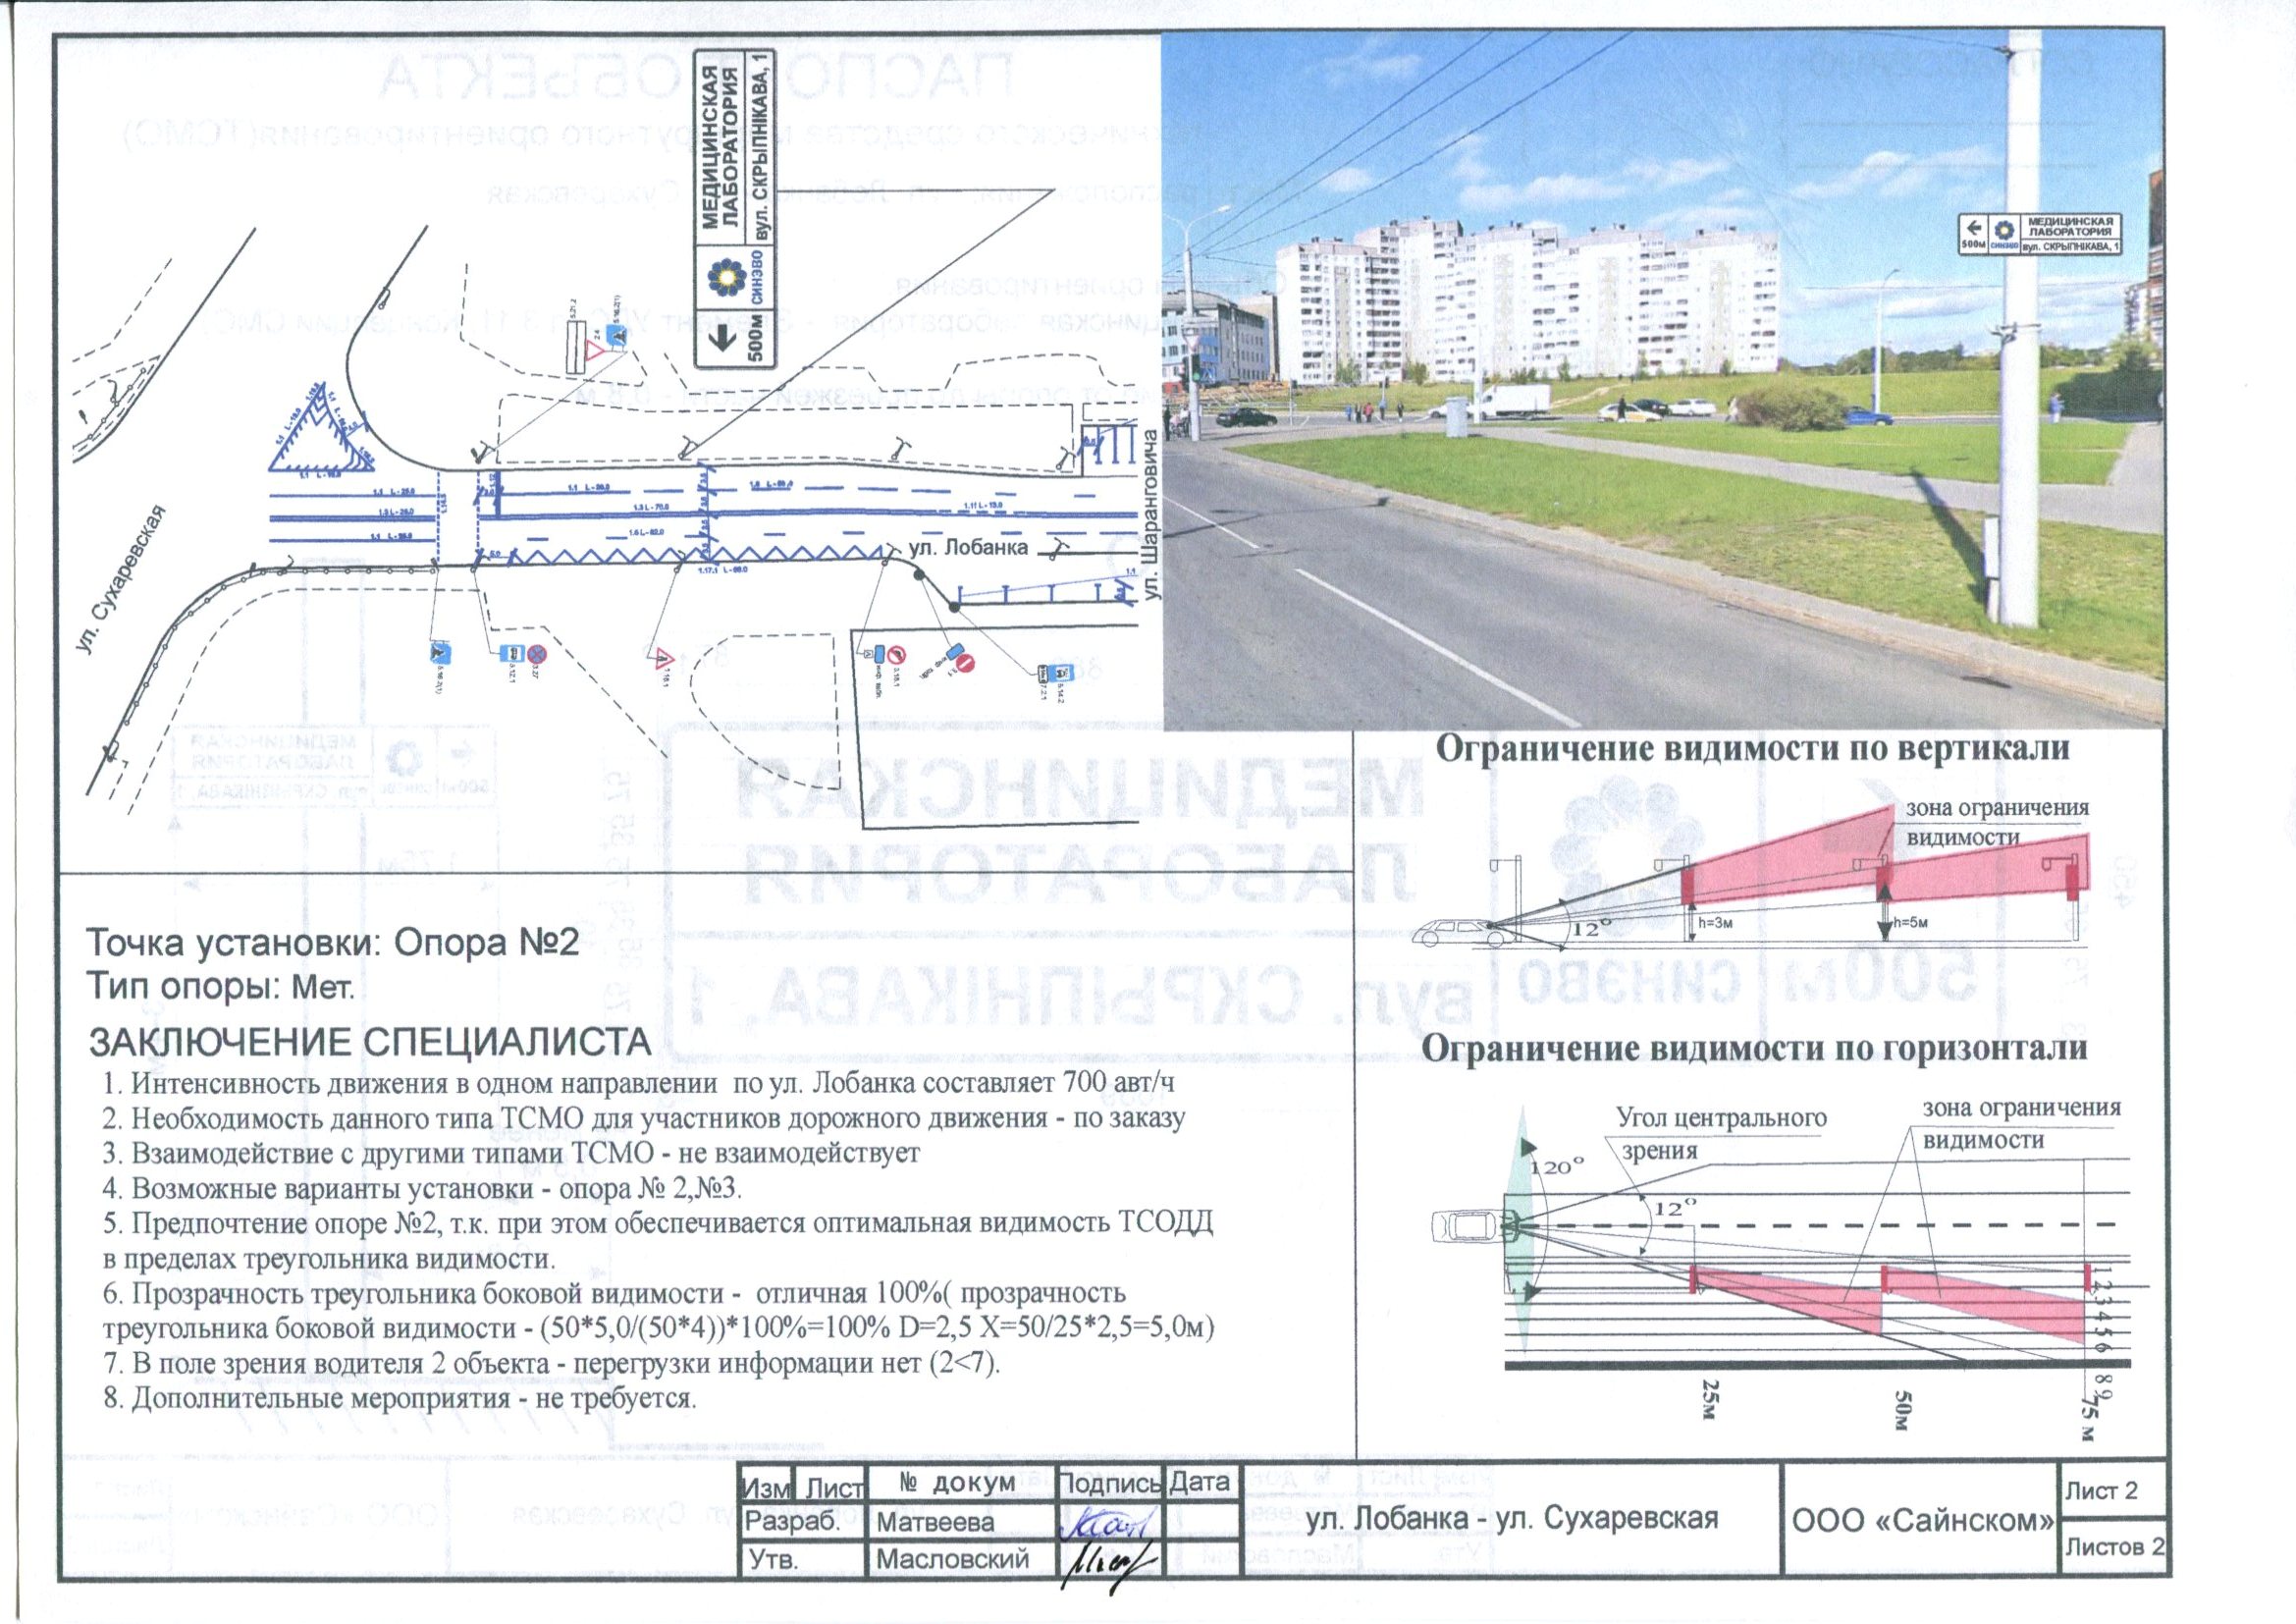 МЕДИЦИНСКАЯ
ЛАБОРАТОРИЯ
вул. СКРЫПНІКАВА, 1
синэво
500м
МЕДИЦИНСКАЯ
ЛАБОРАТОРИЯ
вул. СКРЫПНІКАВА, 1
синэво
500м
ул. Сухаревская
ул. Лобанка
ул. Шаранговича
Ограничение видимости по вертикали
зона ограничения
видимости
12°
h=3м
h=5м
Точка установки: Опора №2
Тип опоры: Мет.
ЗАКЛЮЧЕНИЕ СПЕЦИАЛИСТА
1. Интенсивность движения в одном направлении по ул. Лобанка составляет 700 авт/ч
2. Необходимость данного типа ТСМО для участников дорожного движения - по заказу
3. Взаимодействие с другими типами ТСМО - не взаимодействует
4. Возможные варианты установки - опора № 2,№3.
5. Предпочтение опоре №2, т.к. при этом обеспечивается оптимальная видимость ТСОДД
в пределах треугольника видимости.
6. Прозрачность треугольника боковой видимости - отличная 100%( прозрачность
треугольника боковой видимости - (50*5,0/(50*4))*100%=100% D=2,5 X=50/25*2,5=5,0м)
7. В поле зрения водителя 2 объекта - перегрузки информации нет (2<7).
8. Дополнительные мероприятия - не требуется.
Ограничение видимости по горизонтали
Угол центрального
зрения
зона ограничения
видимости
120°
12°
25м
50м
75 м
Изм Лист № докум Подпись Дата
Разраб. Матвеева
Утв. Масловский
ул. Лобанка - ул. Сухаревская
ООО «Сайнском»
Лист 2
Листов 2